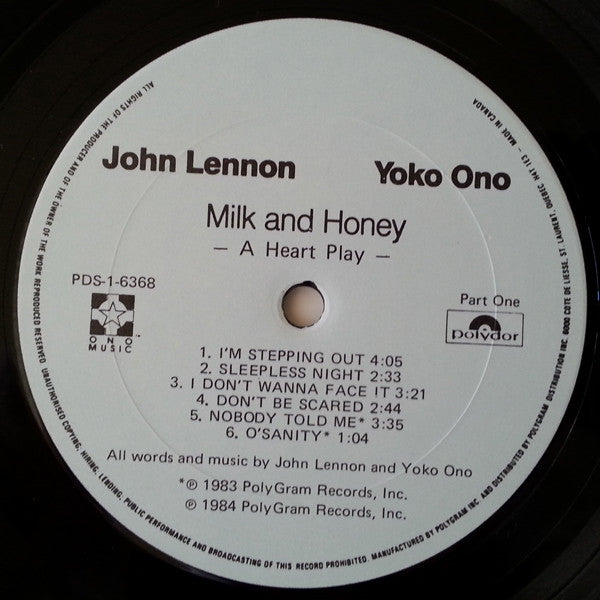 John Lennon Yoko Ono
Milk and Honey
— A Heart Play —
PDS-1-6368
ONO
MUSIC
Part One
polydor
1. I'M STEPPING OUT 4:05
2. SLEEPLESS NIGHT 2:33
3. I DON'T WANNA FACE IT 3:21
4. DON'T BE SCARED 2:44
5. NOBODY TOLD ME* 3:35
6. O'SANITY* 1:04
All words and music by John Lennon and Yoko Ono
*℗ 1983 PolyGram Records, Inc.
℗ 1984 PolyGram Records, Inc.
ALL RIGHTS OF THE PRODUCER AND OF THE OWNER OF THE WORK REPRODUCED RESERVED UNAUTHORISED COPYING, HIRING, LENDING, PUBLIC PERFORMANCE AND BROADCASTING OF THIS RECORD PROHIBITED. MANUFACTURED BY POLYGRAM INC. AND DISTRIBUTED BY POLYGRAM DISTRIBUTION INC. 6000 COTE DE LIESSE, ST. LAURENT, QUEBEC H4T 1E3 – MADE IN CANADA